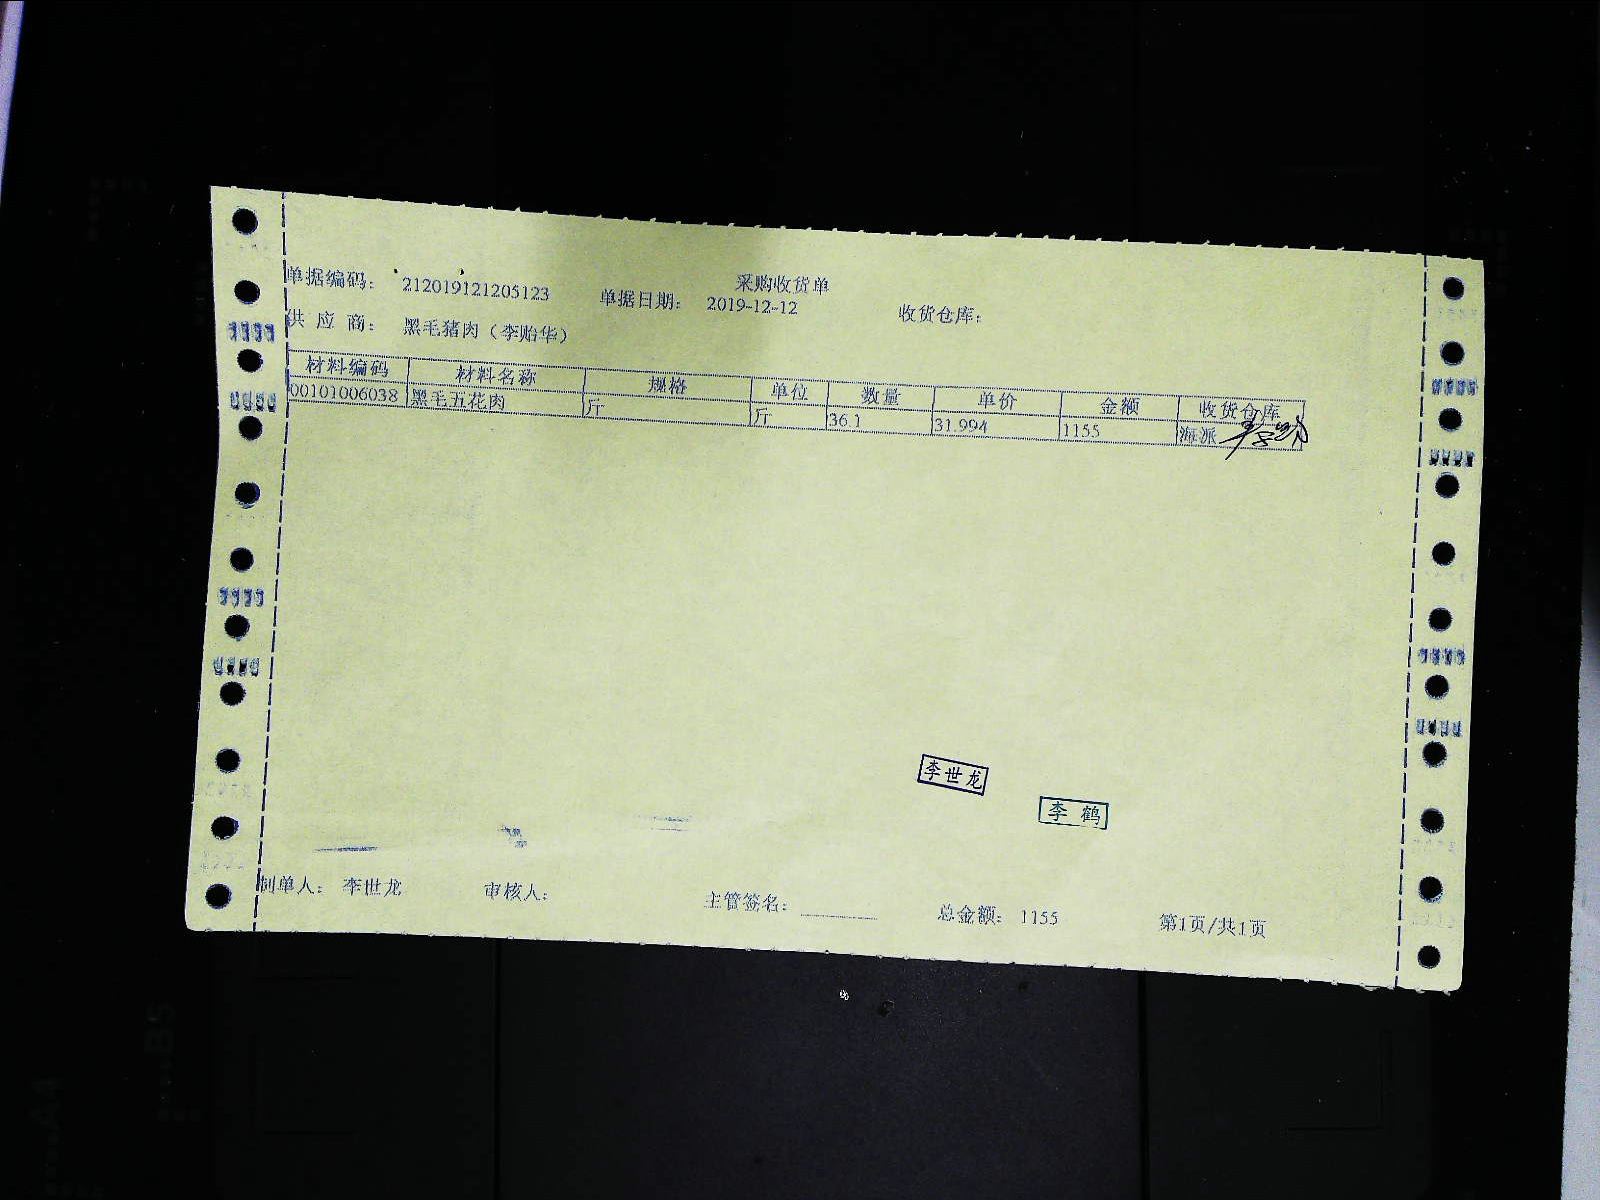 采购收货单
单据编码： 212019121205123 单据日期： 2019-12-12 收货仓库：
供 应 商： 黑毛猪肉（李贻华）
材料编码 材料名称 规格 单位 数量 单价 金额 收货仓库
00101006038 黑毛五花肉 斤 斤 36.1 31.994 1155 海派
李世龙
李 鹤
制单人： 李世龙 审核人： 主管签名： 总金额： 1155 第1页/共1页